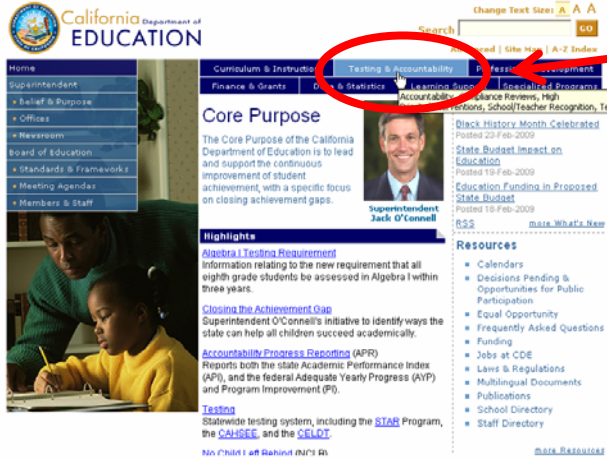 California Department of
EDUCATION
Change Text Size: A A A
Search GO
Advanced | Site Map | A-Z Index
Home
Superintendent
• Belief & Purpose
• Offices
• Newsroom
Board of Education
• Standards & Frameworks
• Meeting Agendas
• Members & Staff
Curriculum & Instruction Testing & Accountability Professional Development
Finance & Grants Data & Statistics Learning Support Specialized Programs
Accountability, Compliance Reviews, High
School/Teacher Recognition,
Core Purpose
The Core Purpose of the California
Department of Education is to lead
and support the continuous
improvement of student
achievement, with a specific focus
on closing achievement gaps.
Superintendent
Jack O'Connell
Highlights
Algebra I Testing Requirement
Information relating to the new requirement that all
eighth grade students be assessed in Algebra I within
three years.
Closing the Achievement Gap
Superintendent O'Connell's initiative to identify ways the
state can help all children succeed academically.
Accountability Progress Reporting (APR)
Reports both the state Academic Performance Index
(API), and the federal Adequate Yearly Progress (AYP)
and Program Improvement (PI).
Testing
Statewide testing system, including the STAR Program,
the CAHSEE, and the CELDT.
No Child Left Behind (NCLB)
Black History Month Celebrated
Posted 23-Feb-2009
State Budget Impact on
Education
Posted 19-Feb-2009
Education Funding in Proposed
State Budget
Posted 18-Feb-2009
RSS more What's New
Resources
Calendars
Decisions Pending &
Opportunities for Public
Participation
Equal Opportunity
Frequently Asked Questions
Funding
Jobs at CDE
Laws & Regulations
Multilingual Documents
Publications
School Directory
Staff Directory
more Resources